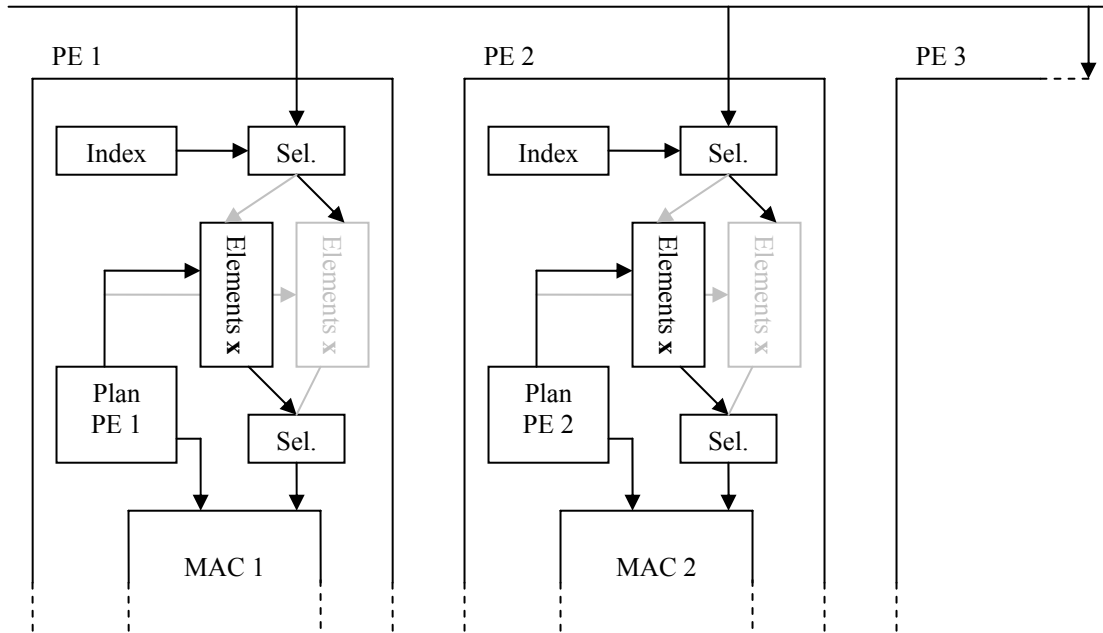 PE 1
PE 2
PE 3
Index
Sel.
Index
Sel.
Elements x
Elements x
Elements x
Elements x
Plan
PE 1
Sel.
Plan
PE 2
Sel.
MAC 1
MAC 2